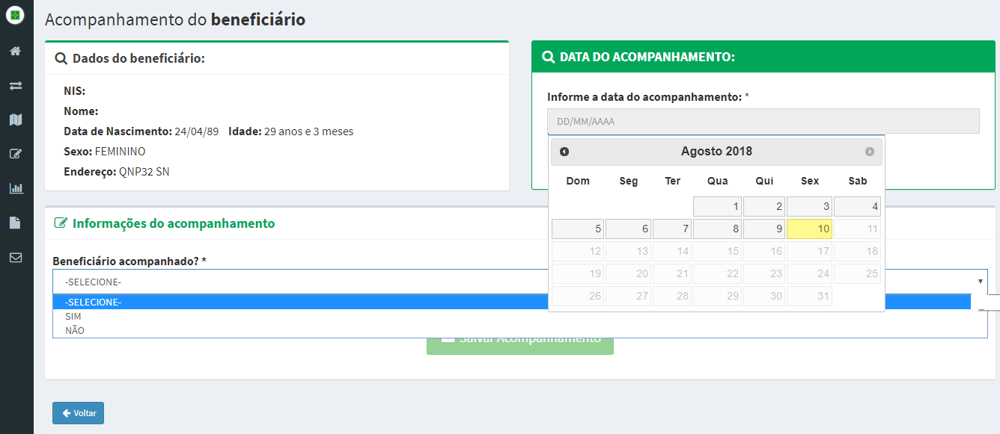 Acompanhamento do beneficiário
Dados do beneficiário:
NIS:
Nome:
Data de Nascimento: 24/04/89 Idade: 29 anos e 3 meses
Sexo: FEMININO
Endereço: QNP32 SN
DATA DO ACOMPANHAMENTO:
Informe a data do acompanhamento: *
DD/MM/AAAA
Agosto 2018
Dom Seg Ter Qua Qui Sex Sab
1 2 3 4
5 6 7 8 9 10 11
12 13 14 15 16 17 18
19 20 21 22 23 24 25
26 27 28 29 30 31
Informações do acompanhamento
Beneficiário acompanhado? *
-SELECIONE-
-SELECIONE-
SIM
NÃO
Salvar Acompanhamento
Voltar